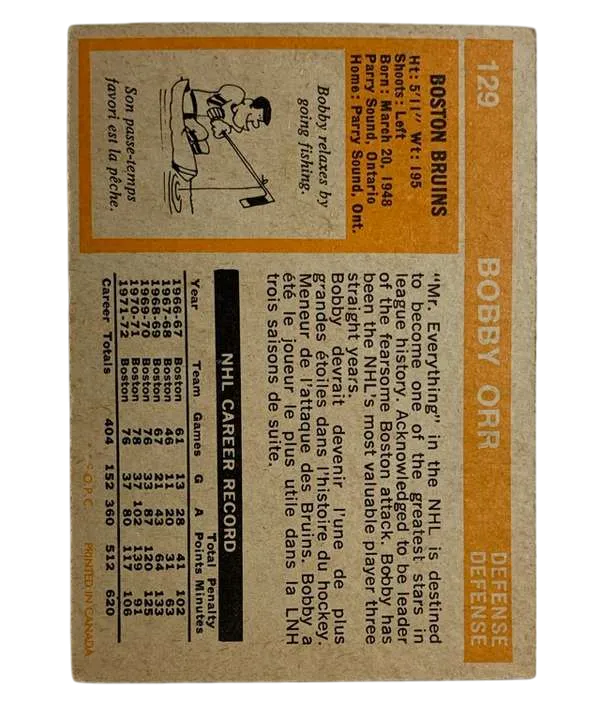 129 BOBBY ORR DEFENSE
DEFENSE
BOSTON BRUINS
Ht: 5'11" Wt: 195
Shoots: Left
Born: March 20, 1948
Parry Sound, Ontario
Home: Parry Sound, Ont.
Bobby relaxes by
going fishing.
Son passe-temps
favori est la pêche.
"Mr. Everything" in the NHL is destined
to become one of the greatest stars in
league history. Acknowledged to be leader
of the fearsome Boston attack. Bobby has
been the NHL's most valuable player three
straight years.
Bobby devrait devenir l'une de plus
grandes étoiles dans l'histoire du hockey.
Meneur de l'attaque des Bruins. Bobby a
été le joueur le plus utile dans la LNH
trois saisons de suite.
NHL CAREER RECORD
Total Penalty
Year Team Games G A Points Minutes
1966-67 Boston 61 13 28 41 102
1967-68 Boston 46 11 20 31 63
1968-69 Boston 67 21 43 64 133
1969-70 Boston 76 33 87 120 125
1970-71 Boston 78 37 102 139 91
1971-72 Boston 76 37 80 117 106
Career Totals 404 152 360 512 620
O.P.C. PRINTED IN CANADA